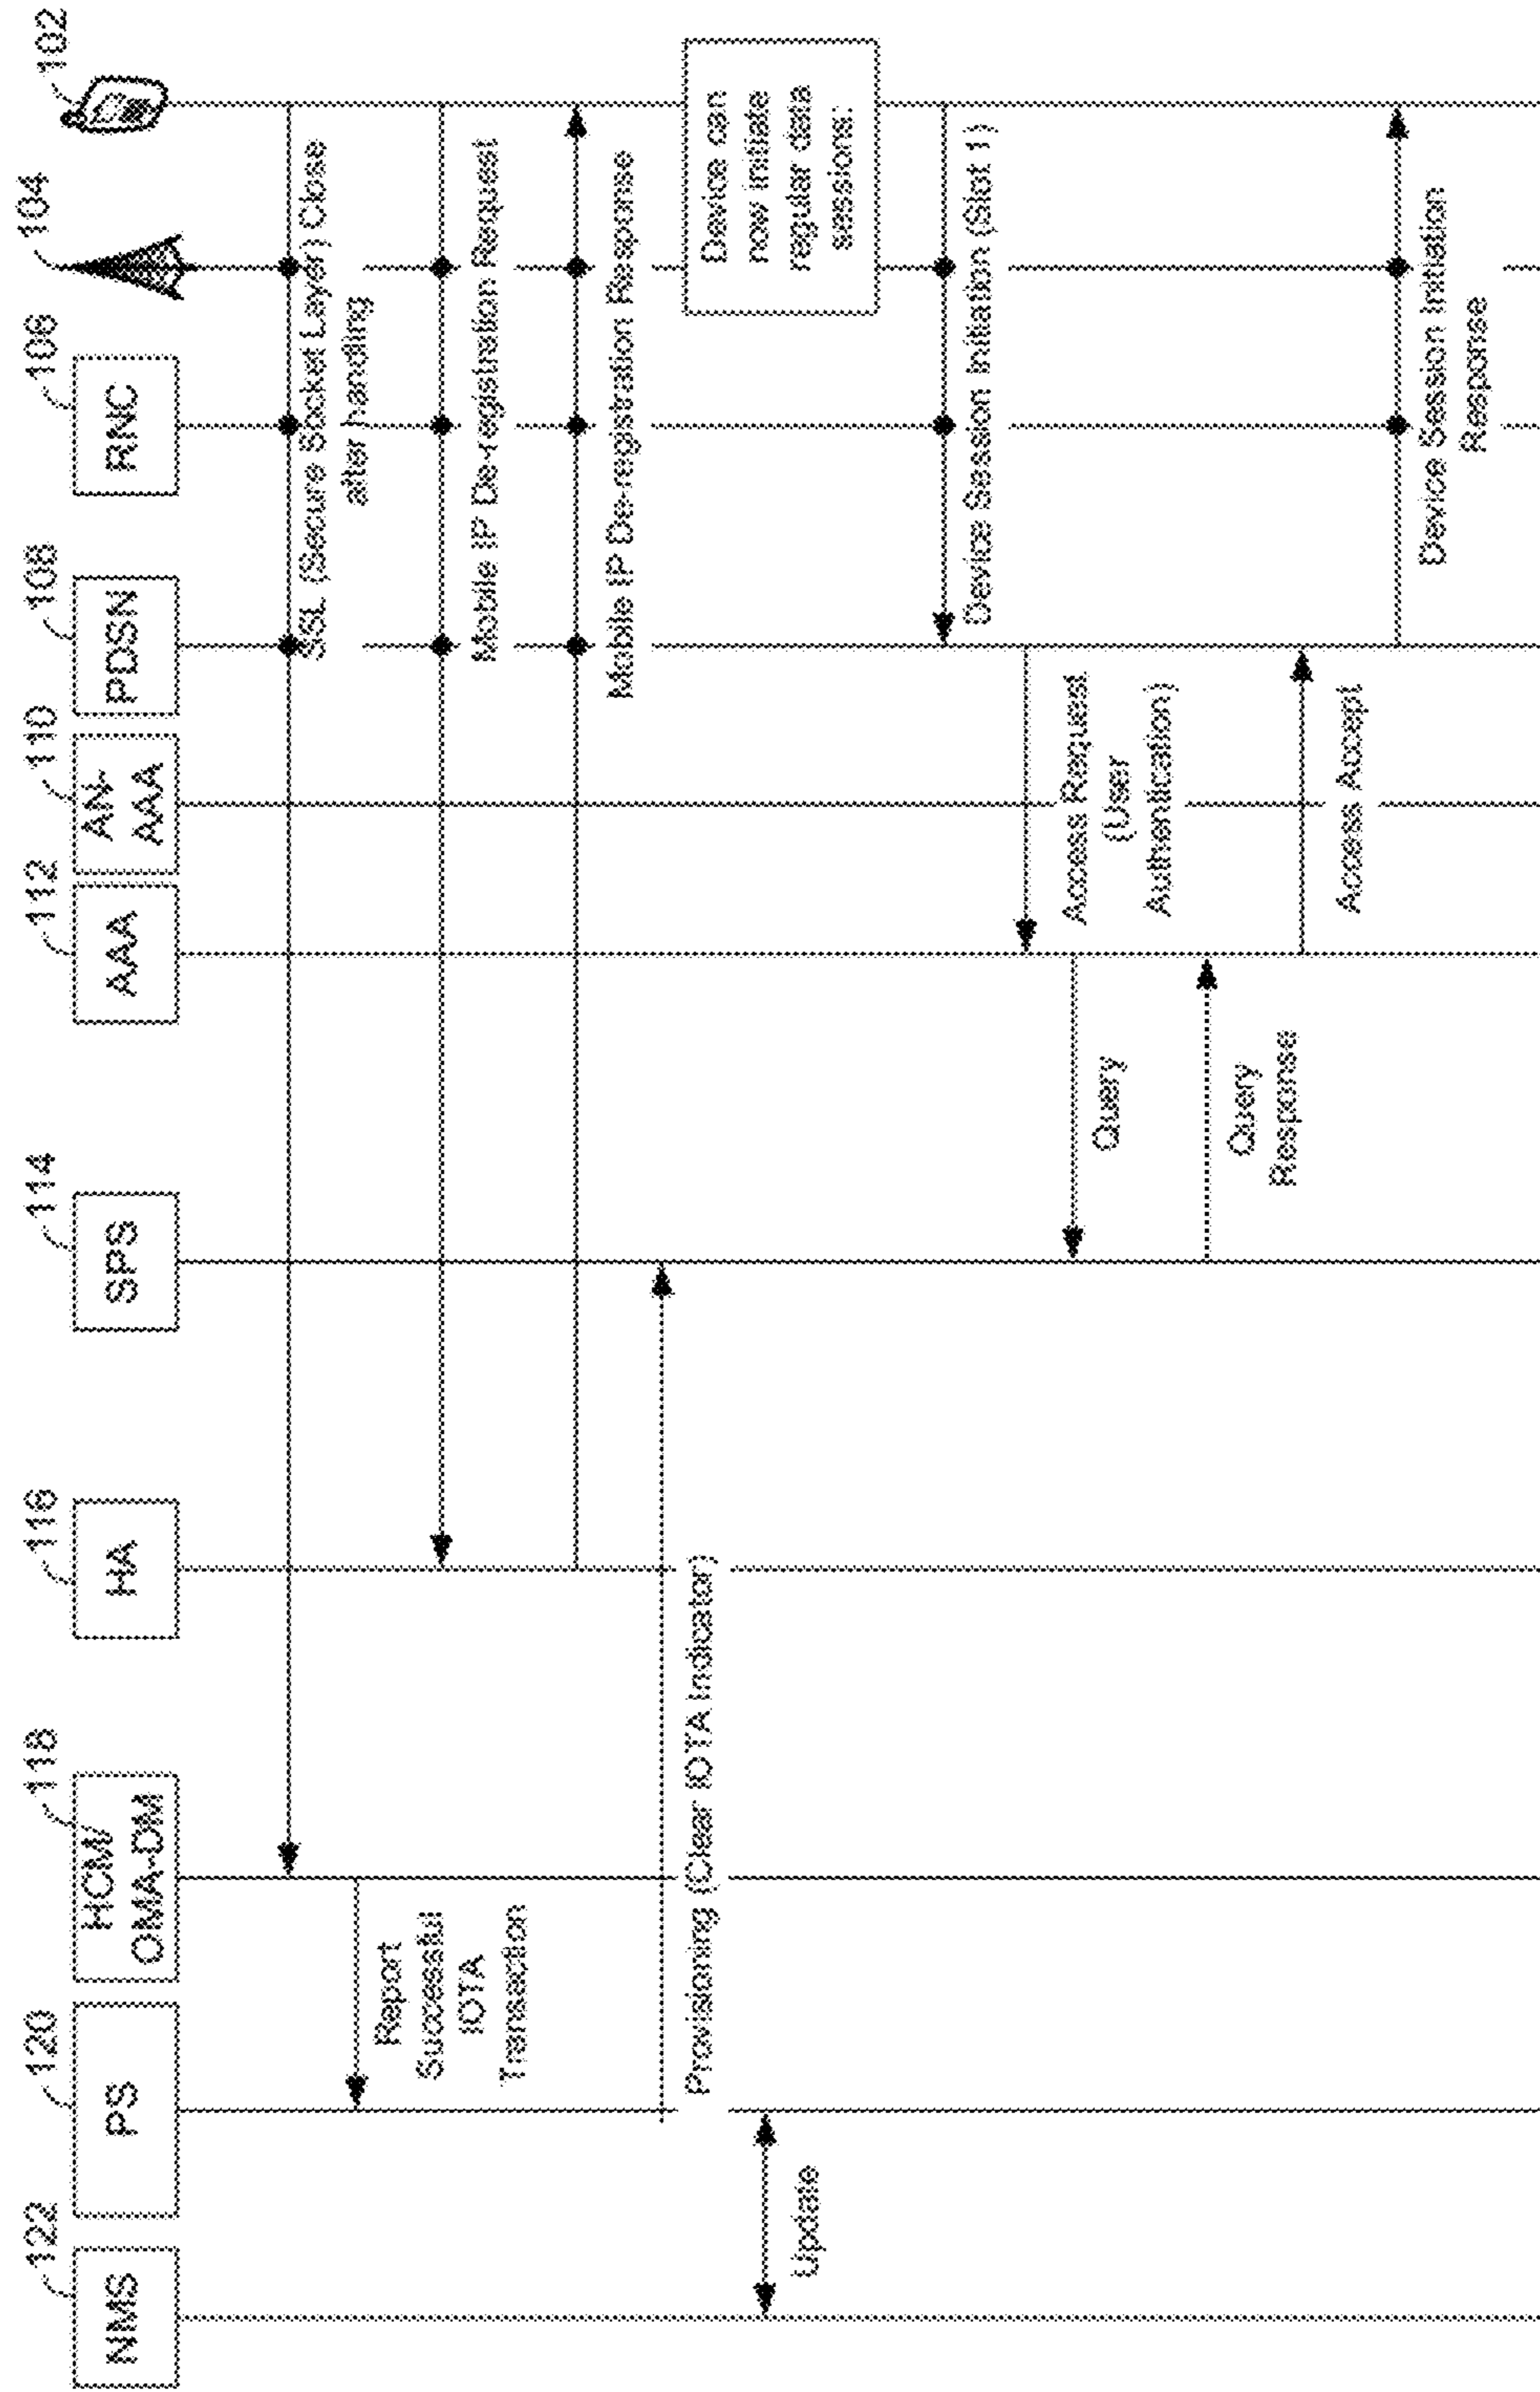 122
NMS
120
PS
118
HCM/
OMA-DM
116
HA
114
SPS
112
AAA
110
AN-
AAA
108
PDSN
106
RNC
104
102
SSL (Secure Socket Layer) Close
after handling
Report
Successful
IOTA
Transaction
Mobile IP De-registration Request
Mobile IP De-registration Response
Provisioning (Clear IOTA Indicator)
Update
Device can
now initiate
regular data
sessions:
Device Session Initiation (Slot 1)
Access Request
(User
Authentication)
Query
Query
Response
Access Accept
Device Session Initiation
Response